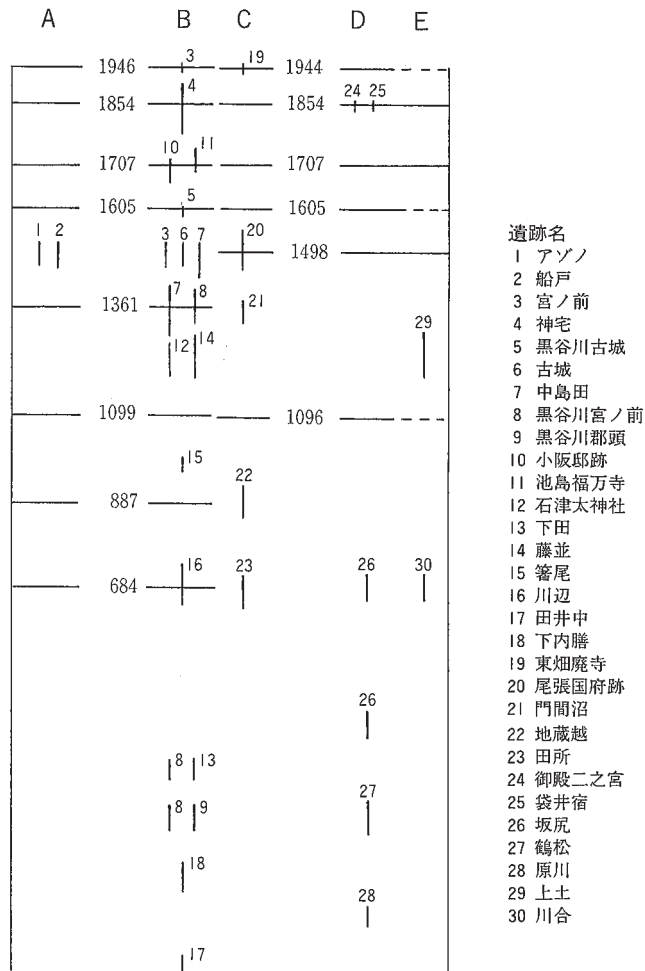 A B C D E
3 19
1946 1944
4 24 25
1854 1854
10 11
1707 1707
5
1605 1605
1 2 3 6 7 20
1498
7 8 21
1361
29
12 14
1099 1096
15
22
887
16 23 26 30
684
26
8 13
27
8 9
18
28
17
遺跡名
1 アゾノ
2 船戸
3 宮ノ前
4 神宅
5 黒谷川古城
6 古城
7 中島田
8 黒谷川宮ノ前
9 黒谷川郡頭
10 小阪邸跡
11 池島福万寺
12 石津太神社
13 下田
14 藤並
15 箸尾
16 川辺
17 田井中
18 下内膳
19 東畑廃寺
20 尾張国府跡
21 門間沼
22 地蔵越
23 田所
24 御殿二之宮
25 袋井宿
26 坂尻
27 鶴松
28 原川
29 上土
30 川合